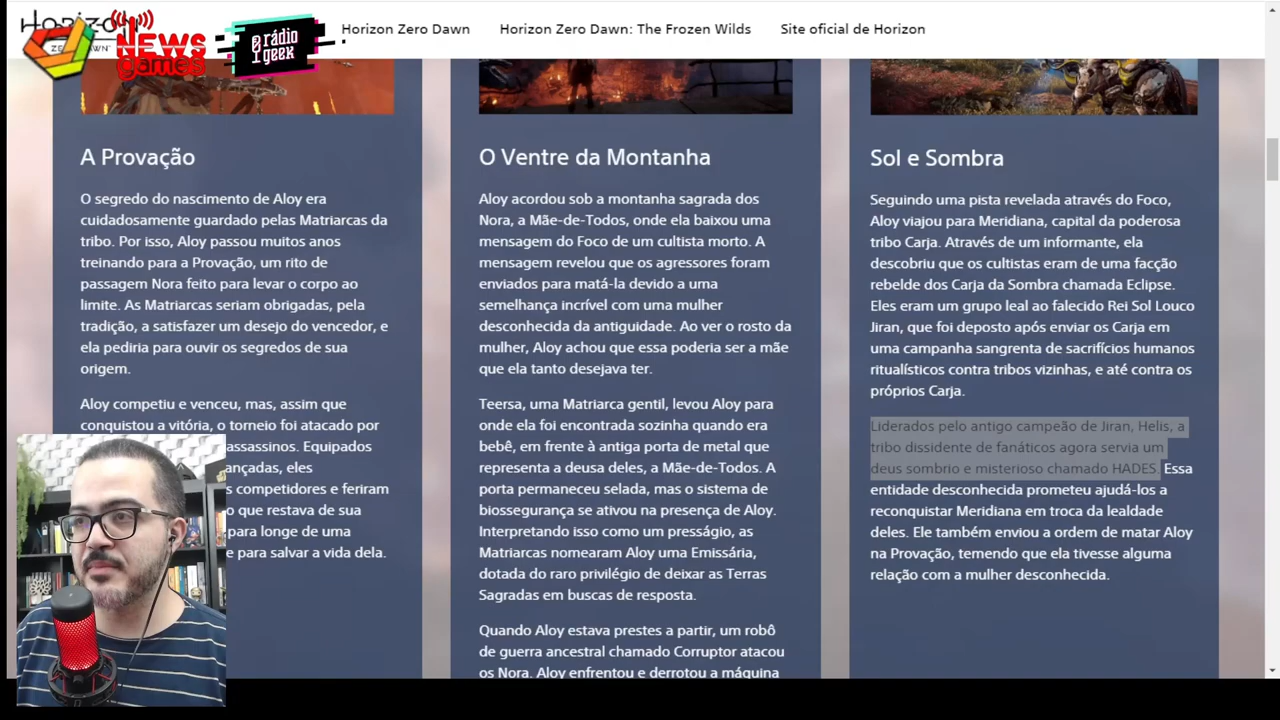 Horizon
ZERO DAWN
NEWS
games
rádio
geek
Horizon Zero Dawn
Horizon Zero Dawn: The Frozen Wilds
Site oficial de Horizon
A Provação
O segredo do nascimento de Aloy era
cuidadosamente guardado pelas Matriarcas da
tribo. Por isso, Aloy passou muitos anos
treinando para a Provação, um rito de
passagem Nora feito para levar o corpo ao
limite. As Matriarcas seriam obrigadas, pela
tradição, a satisfazer um desejo do vencedor, e
ela pediria para ouvir os segredos de sua
origem.
Aloy competiu e venceu, mas, assim que
conquistou a vitória, o torneio foi atacado por
assassinos. Equipados
ançadas, eles
s competidores e feriram
o que restava de sua
para longe de uma
e para salvar a vida dela.
O Ventre da Montanha
Aloy acordou sob a montanha sagrada dos
Nora, a Mãe-de-Todos, onde ela baixou uma
mensagem do Foco de um cultista morto. A
mensagem revelou que os agressores foram
enviados para matá-la devido a uma
semelhança incrível com uma mulher
desconhecida da antiguidade. Ao ver o rosto da
mulher, Aloy achou que essa poderia ser a mãe
que ela tanto desejava ter.
Teersa, uma Matriarca gentil, levou Aloy para
onde ela foi encontrada sozinha quando era
bebê, em frente à antiga porta de metal que
representa a deusa deles, a Mãe-de-Todos. A
porta permaneceu selada, mas o sistema de
biossegurança se ativou na presença de Aloy.
Interpretando isso como um presságio, as
Matriarcas nomearam Aloy uma Emissária,
dotada do raro privilégio de deixar as Terras
Sagradas em buscas de resposta.
Quando Aloy estava prestes a partir, um robô
de guerra ancestral chamado Corruptor atacou
os Nora. Aloy enfrentou e derrotou a máquina
Sol e Sombra
Seguindo uma pista revelada através do Foco,
Aloy viajou para Meridiana, capital da poderosa
tribo Carja. Através de um informante, ela
descobriu que os cultistas eram de uma facção
rebelde dos Carja da Sombra chamada Eclipse.
Eles eram um grupo leal ao falecido Rei Sol Louco
Jiran, que foi deposto após enviar os Carja em
uma campanha sangrenta de sacrifícios humanos
ritualísticos contra tribos vizinhas, e até contra os
próprios Carja.
Liderados pelo antigo campeão de Jiran, Helis, a
tribo dissidente de fanáticos agora servia um
deus sombrio e misterioso chamado HADES. Essa
entidade desconhecida prometeu ajudá-los a
reconquistar Meridiana em troca da lealdade
deles. Ele também enviou a ordem de matar Aloy
na Provação, temendo que ela tivesse alguma
relação com a mulher desconhecida.